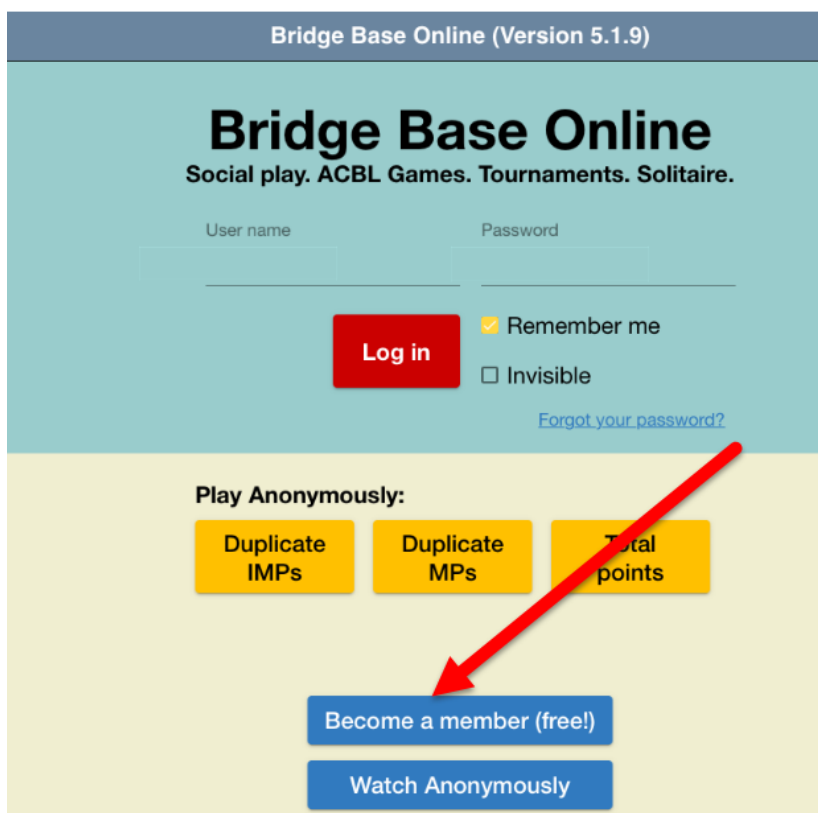 Bridge Base Online (Version 5.1.9)
Bridge Base Online
Social play. ACBL Games. Tournaments. Solitaire.
User name Password
Remember me
Log in
Invisible
Forgot your password?
Play Anonymously:
Duplicate IMPs
Duplicate MPs
Total points
Become a member (free!)
Watch Anonymously